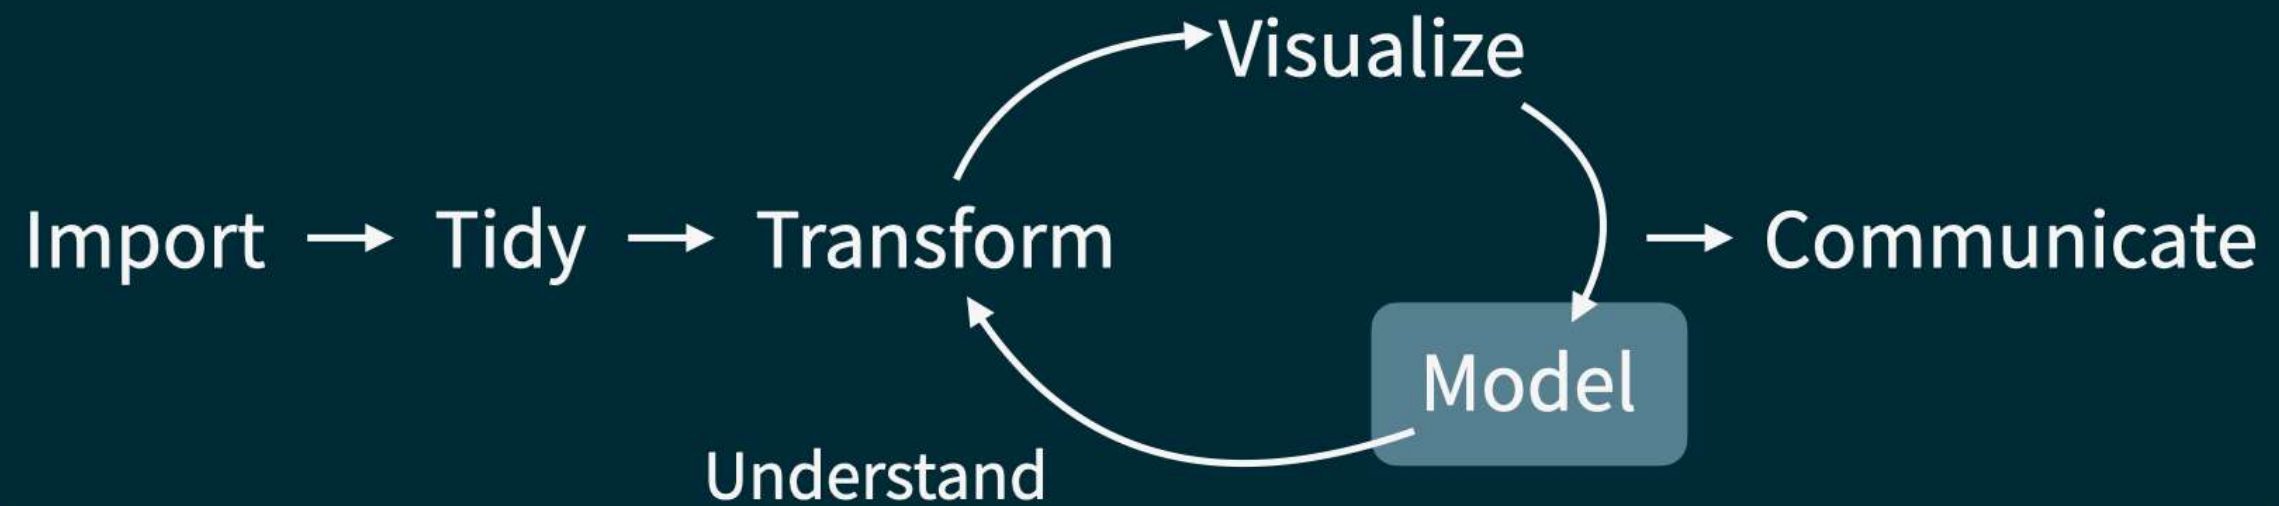 Visualize
Import
Tidy
Transform
Communicate
Model
Understand